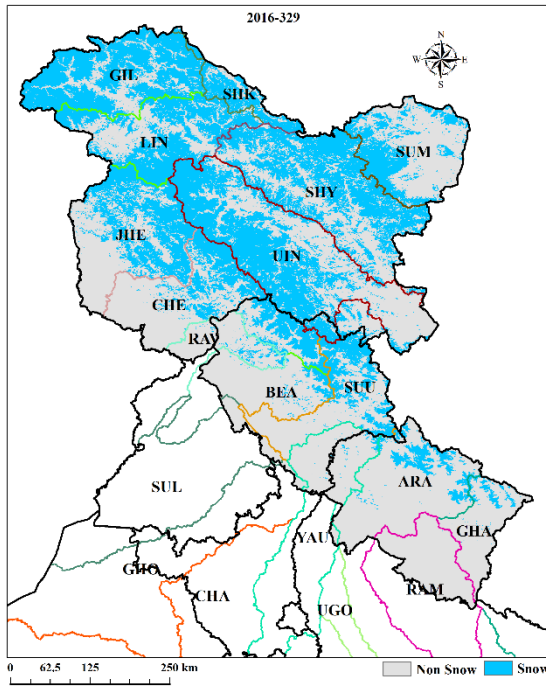 2016-329
N
W E
S
GIL
SHK
LIN
SUM
SHY
JHE
UIN
CHE
RAV
BEA
SUU
SUL
ARA
GHA
YAU
GHO
CHA
UGO
RAM
0 62.5 125 250 km
Non Snow Snow